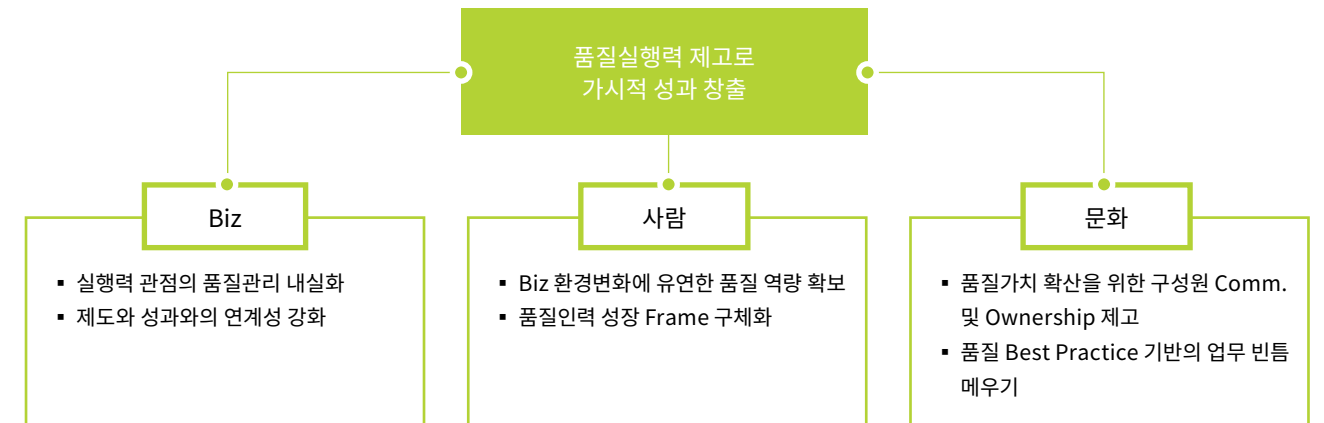 품질실행력 제고로
가시적 성과 창출
Biz
▪ 실행력 관점의 품질관리 내실화
▪ 제도와 성과와의 연계성 강화
사람
▪ Biz 환경변화에 유연한 품질 역량 확보
▪ 품질인력 성장 Frame 구체화
문화
▪ 품질가치 확산을 위한 구성원 Comm.
및 Ownership 제고
▪ 품질 Best Practice 기반의 업무 빈틈
메우기